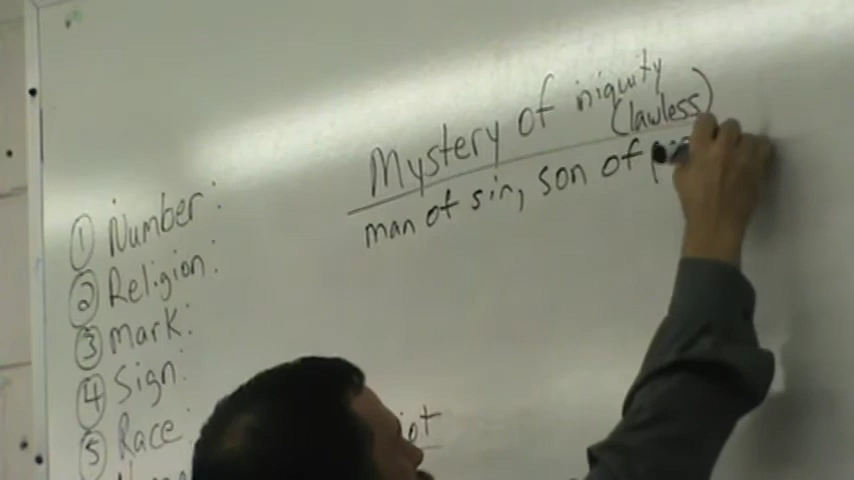 Mystery of iniquity
(lawless)
man of sin, son of
① Number:
② Religion:
③ Mark:
④ Sign:
⑤ Race: